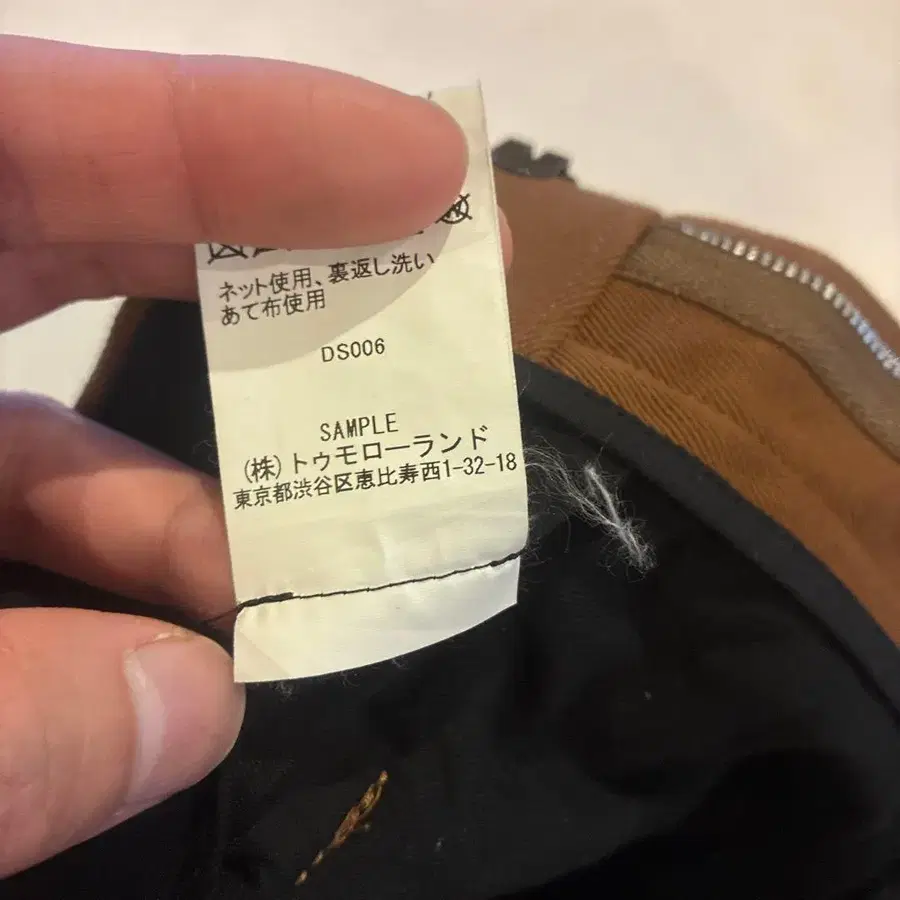 ネット使用、裏返し洗い
あて布使用
DS006
SAMPLE
(株)トゥモローランド
東京都渋谷区恵比寿西1-32-18